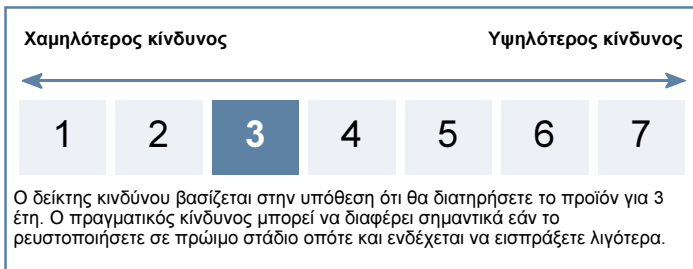 Χαμηλότερος κίνδυνος Υψηλότερος κίνδυνος
1 2 3 4 5 6 7
Ο δείκτης κινδύνου βασίζεται στην υπόθεση ότι θα διατηρήσετε το προϊόν για 3
έτη. Ο πραγματικός κίνδυνος μπορεί να διαφέρει σημαντικά εάν το
ρευστοποιήσετε σε πρώιμο στάδιο οπότε και ενδέχεται να εισπράξετε λιγότερα.